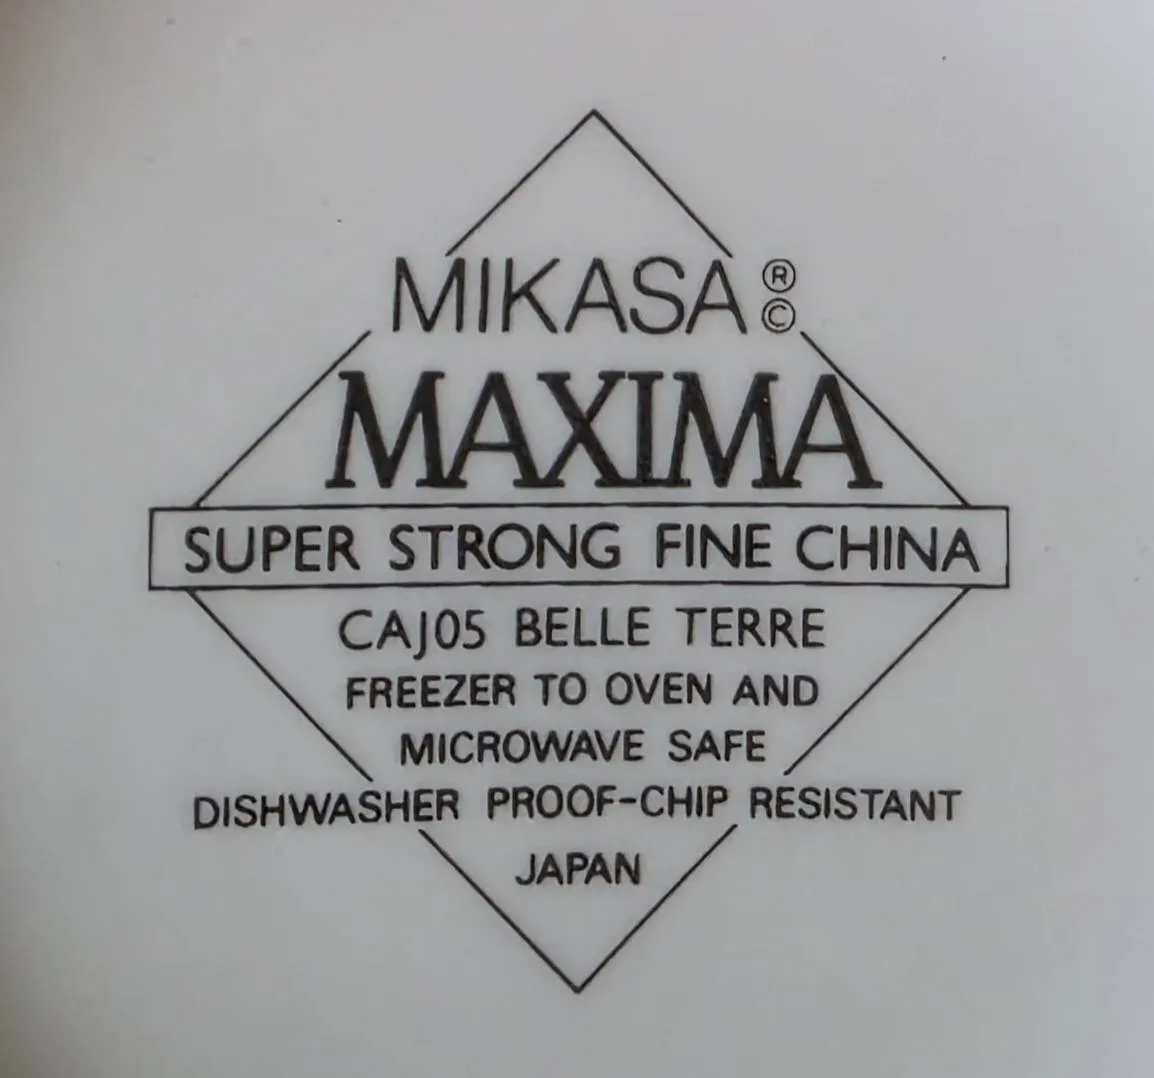 MIKASA ® ©
MAXIMA
SUPER STRONG FINE CHINA
CAJ05 BELLE TERRE
FREEZER TO OVEN AND
MICROWAVE SAFE
DISHWASHER PROOF-CHIP RESISTANT
JAPAN